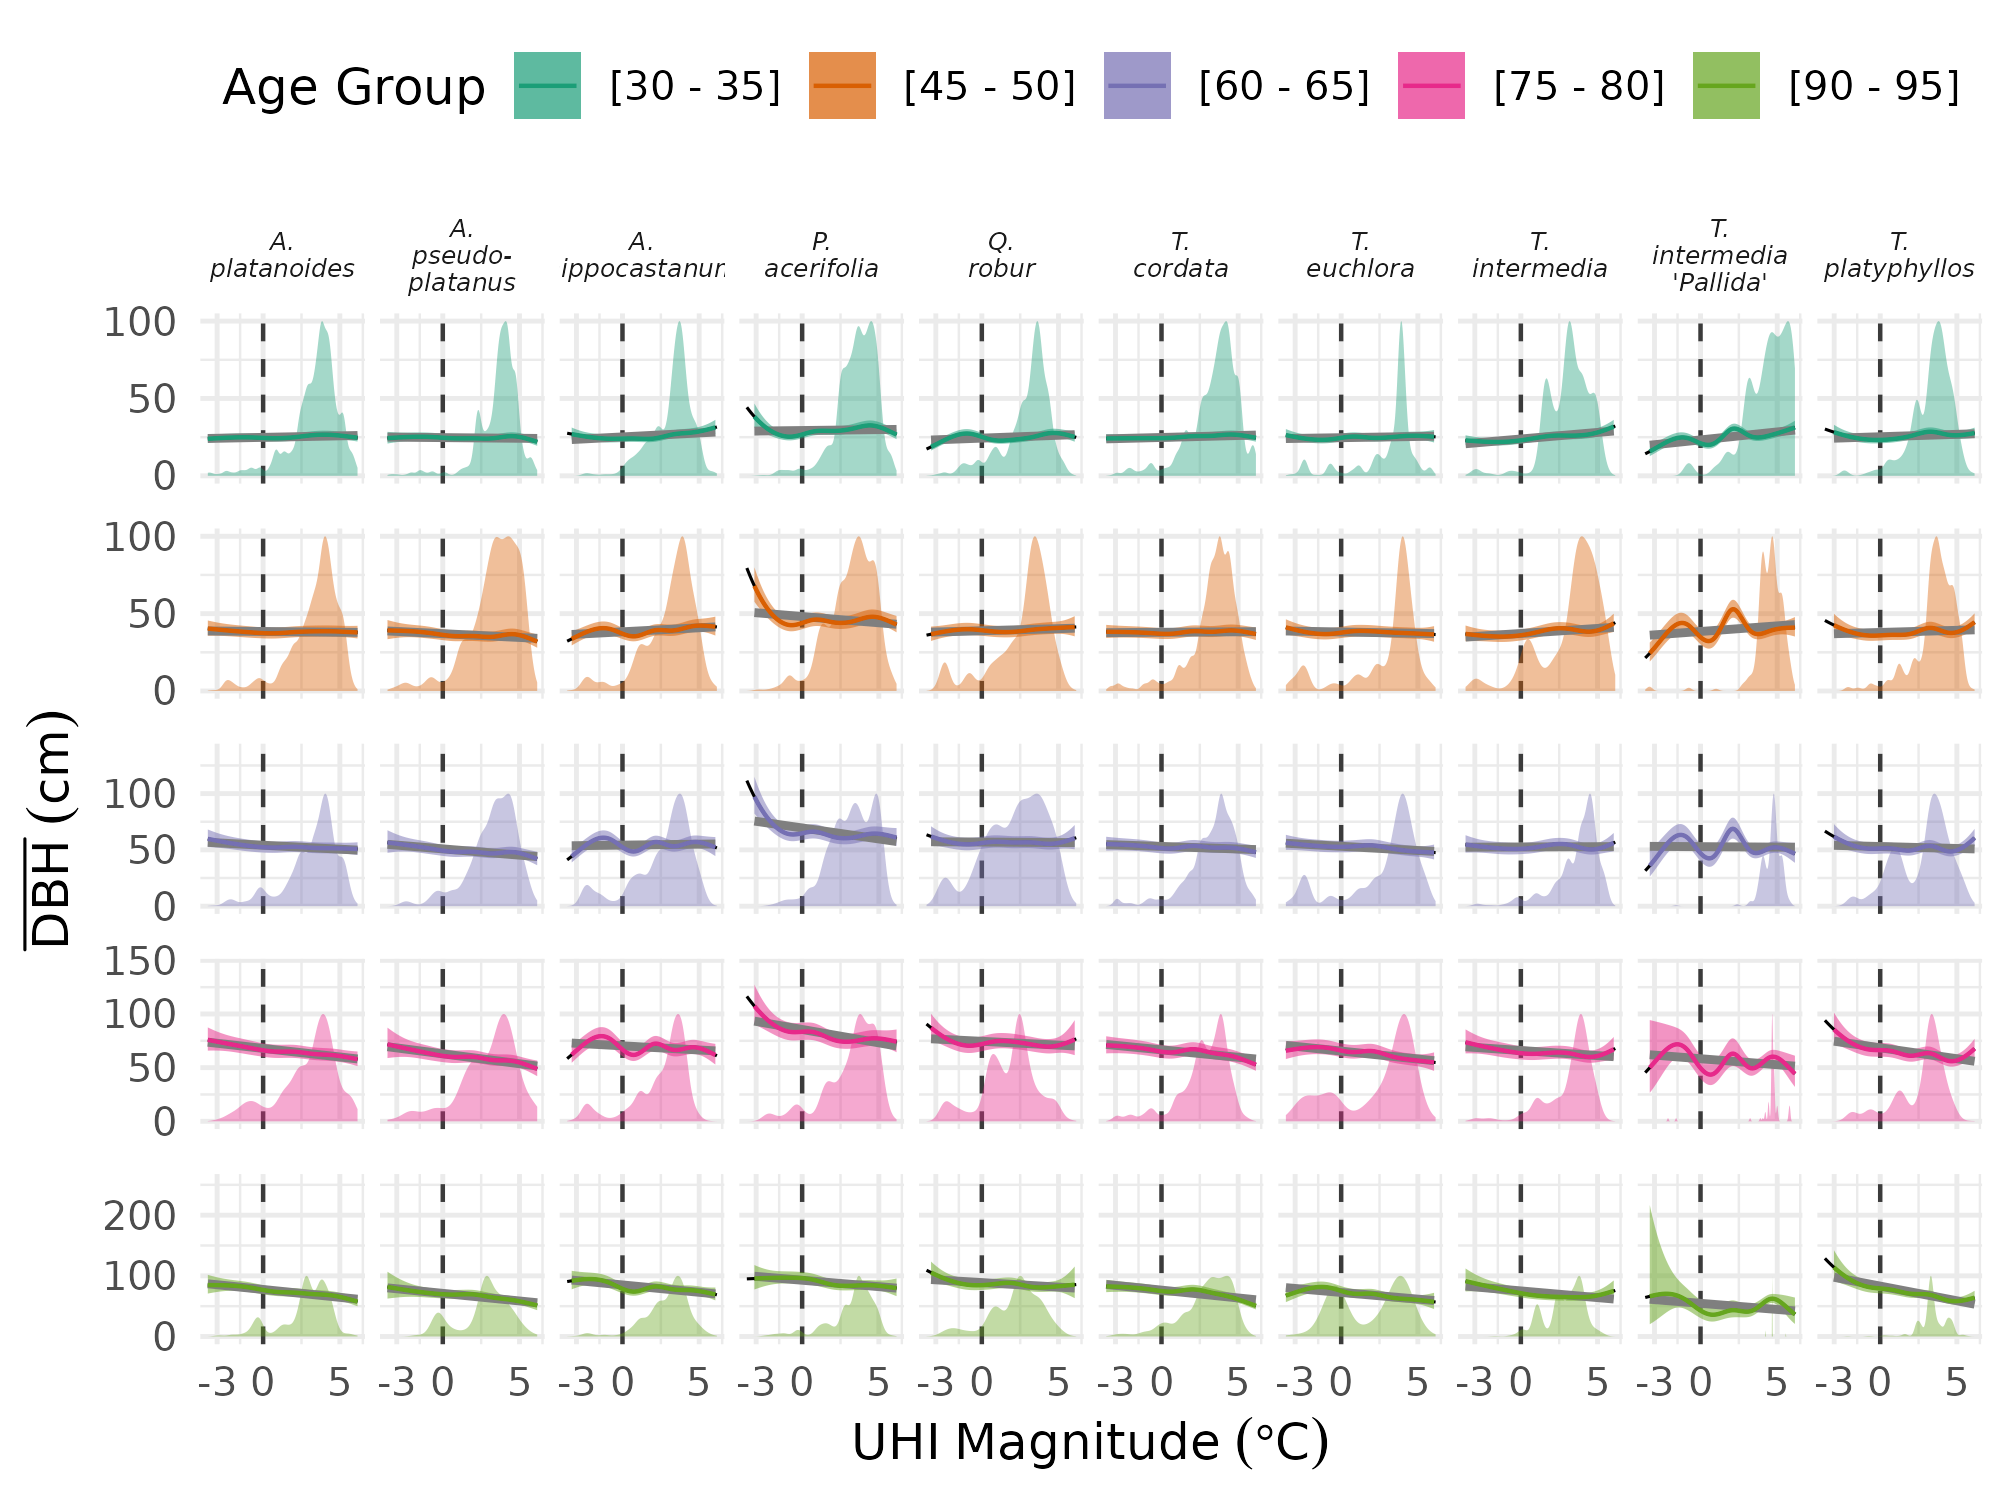 Age Group [30 - 35] [45 - 50] [60 - 65] [75 - 80] [90 - 95]
A. platanoides
A. pseudo- platanus
A. ippocastanur
P. acerifolia
Q. robur
T. cordata
T. euchlora
T. intermedia
T. intermedia 'Pallida'
T. platyphyllos
100
50
0
100
50
0
100
50
0
150
100
50
0
200
100
0
DBH (cm)
-3 0 5 -3 0 5 -3 0 5 -3 0 5 -3 0 5 -3 0 5 -3 0 5 -3 0 5 -3 0 5 -3 0 5
UHI Magnitude (°C)